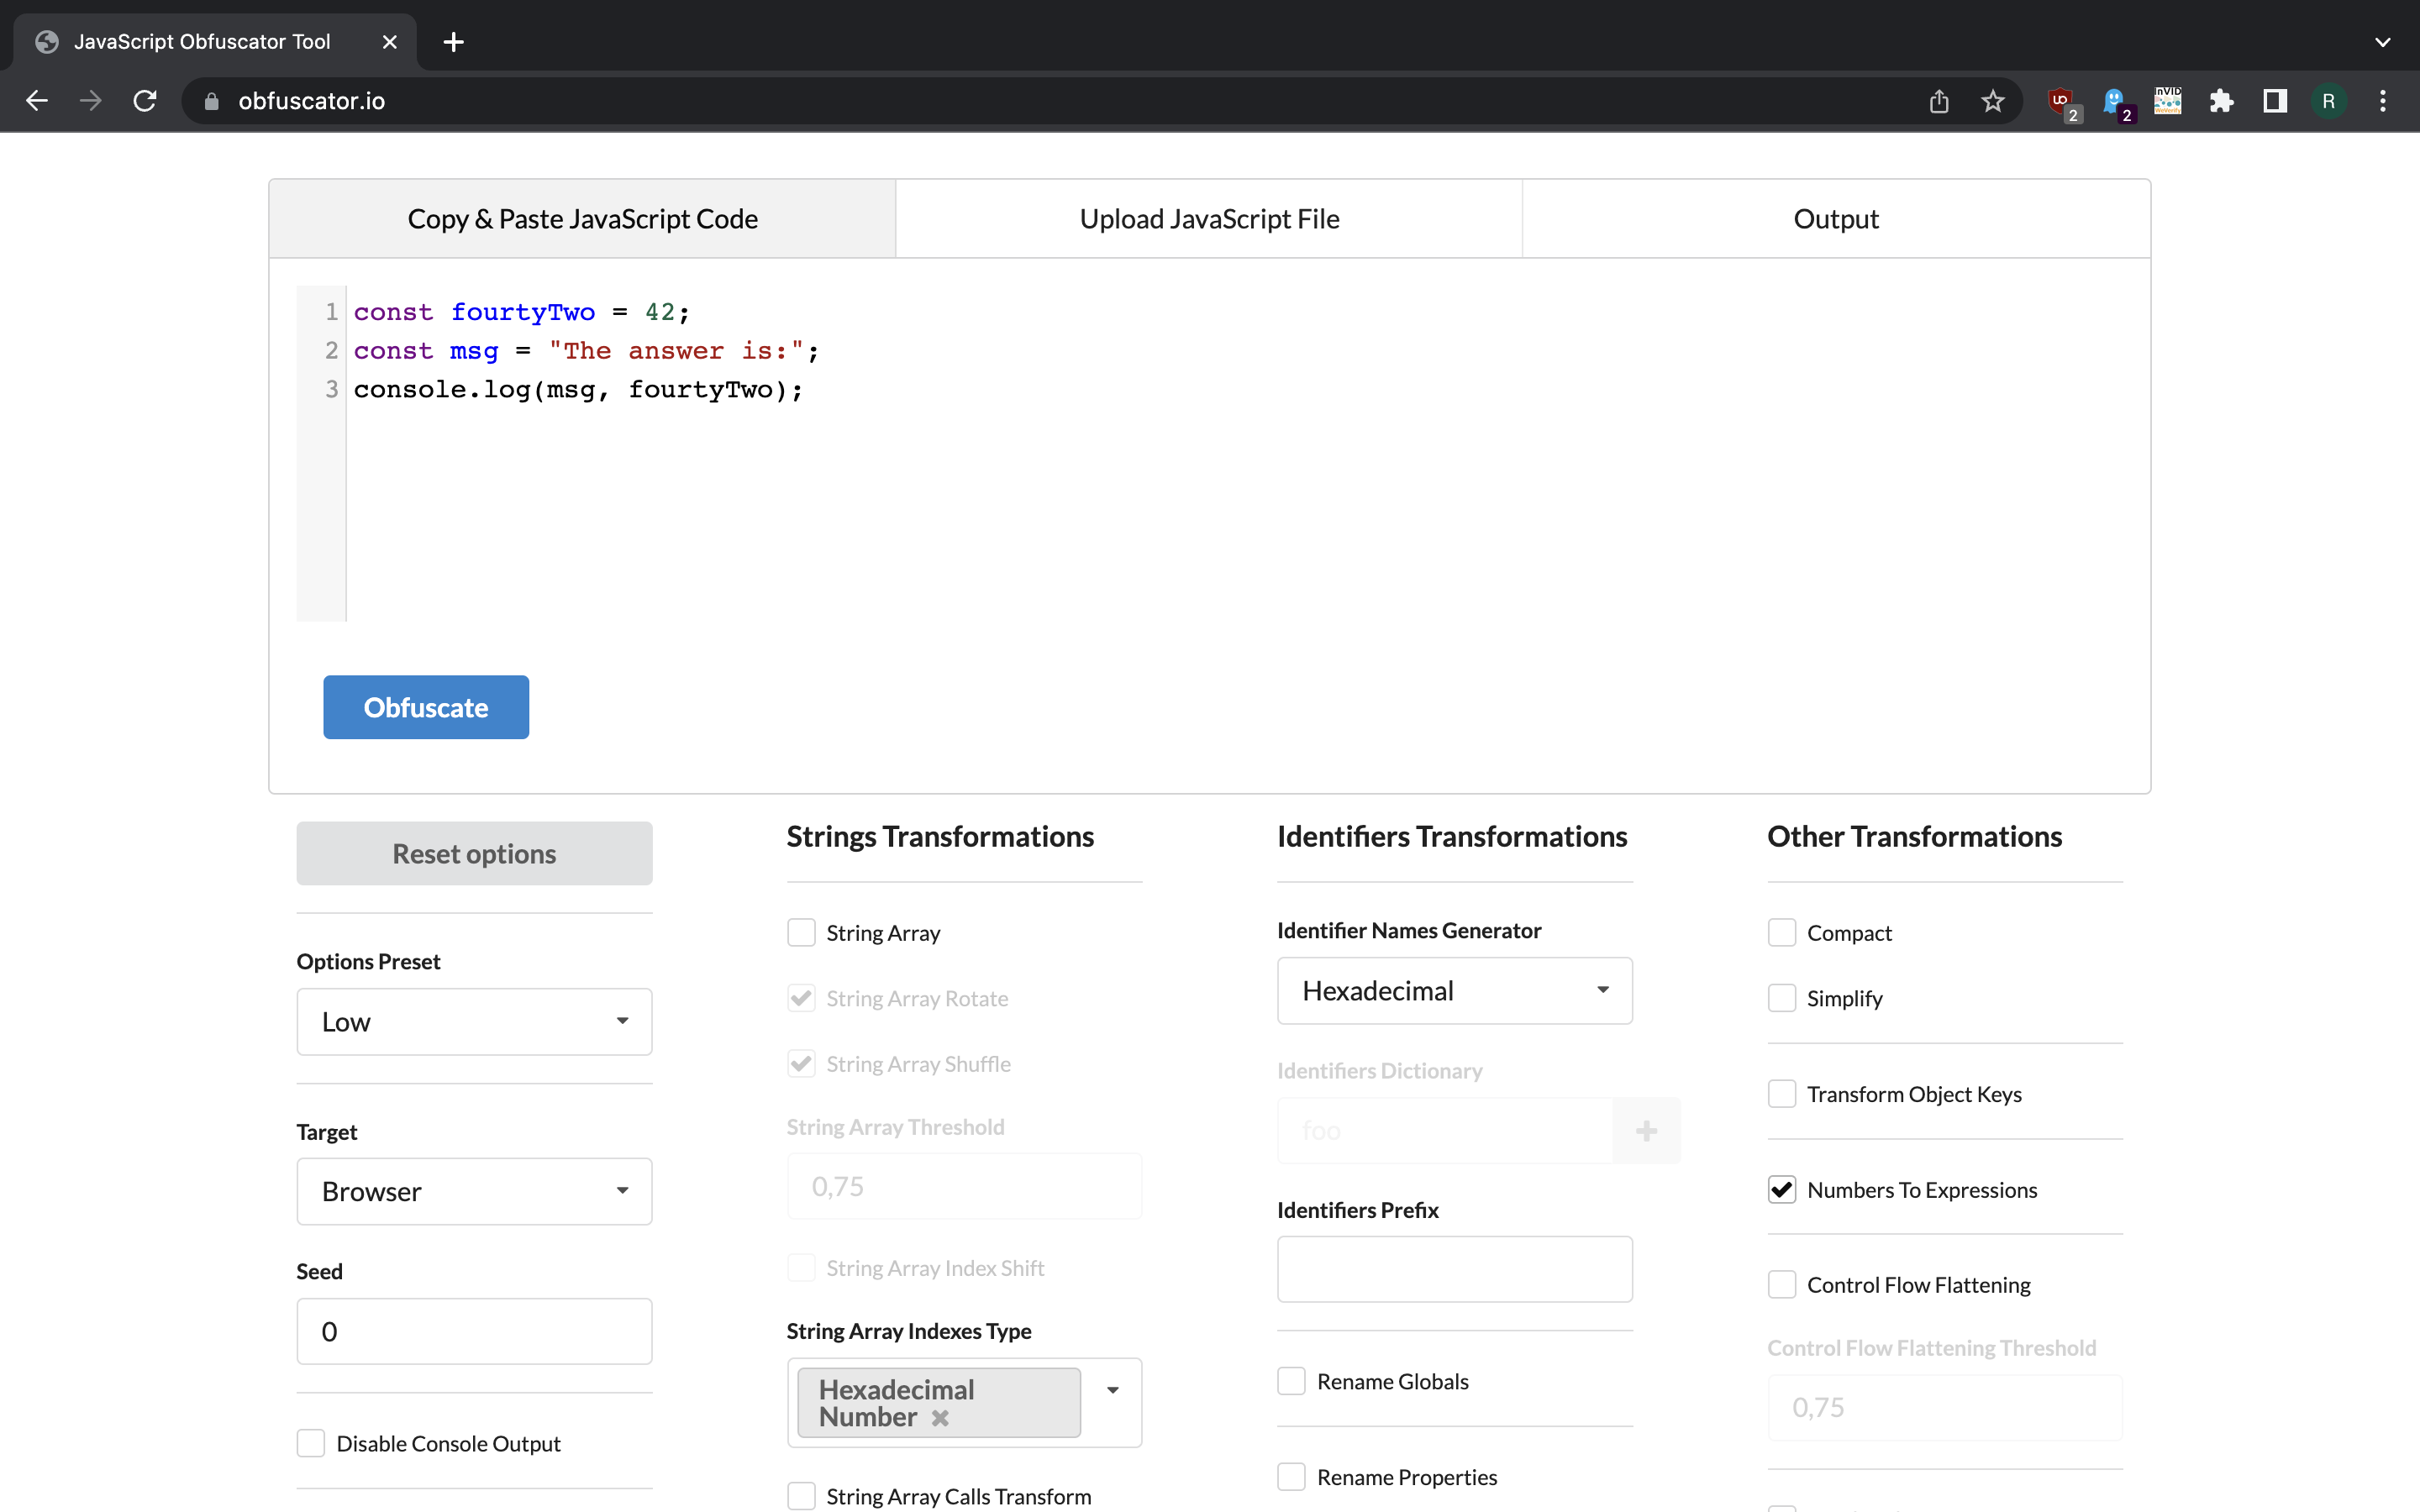 JavaScript Obfuscator Tool
obfuscator.io
2
2
InVID
R
Copy & Paste JavaScript Code
Upload JavaScript File
Output
1 const fourtyTwo = 42;
2 const msg = "The answer is:";
3 console.log(msg, fourtyTwo);
Obfuscate
Reset options
Options Preset
Low
Target
Browser
Seed
0
Disable Console Output
Strings Transformations
String Array
String Array Rotate
String Array Shuffle
String Array Threshold
0,75
String Array Index Shift
String Array Indexes Type
Hexadecimal
Number
String Array Calls Transform
Identifiers Transformations
Identifier Names Generator
Hexadecimal
Identifiers Dictionary
foo
Identifiers Prefix
Rename Globals
Rename Properties
Other Transformations
Compact
Simplify
Transform Object Keys
Numbers To Expressions
Control Flow Flattening
Control Flow Flattening Threshold
0,75